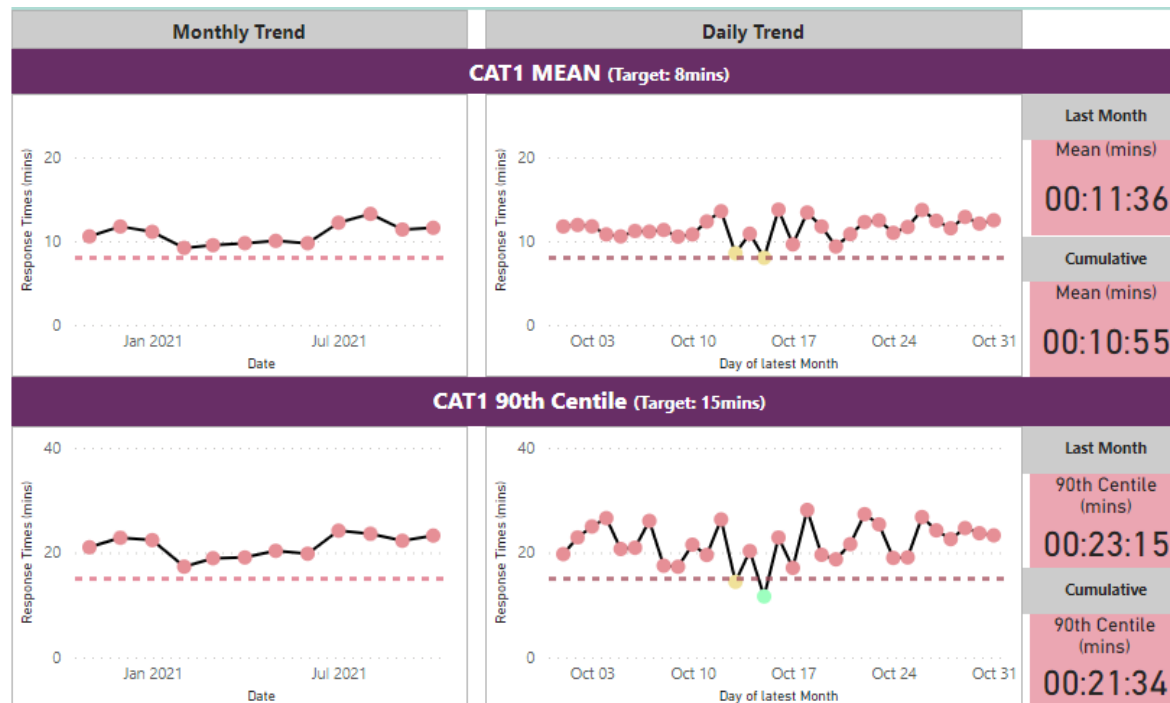 Monthly Trend
Daily Trend
CAT1 MEAN (Target: 8mins)
Response Times (mins)
20
10
0
Jan 2021
Jul 2021
Date
Response Times (mins)
20
10
0
Oct 03
Oct 10
Oct 17
Oct 24
Oct 31
Day of latest Month
Last Month
Mean (mins)
00:11:36
Cumulative
Mean (mins)
00:10:55
CAT1 90th Centile (Target: 15mins)
Response Times (mins)
40
20
0
Jan 2021
Jul 2021
Date
Response Times (mins)
40
20
0
Oct 03
Oct 10
Oct 17
Oct 24
Oct 31
Day of latest Month
Last Month
90th Centile
(mins)
00:23:15
Cumulative
90th Centile
(mins)
00:21:34